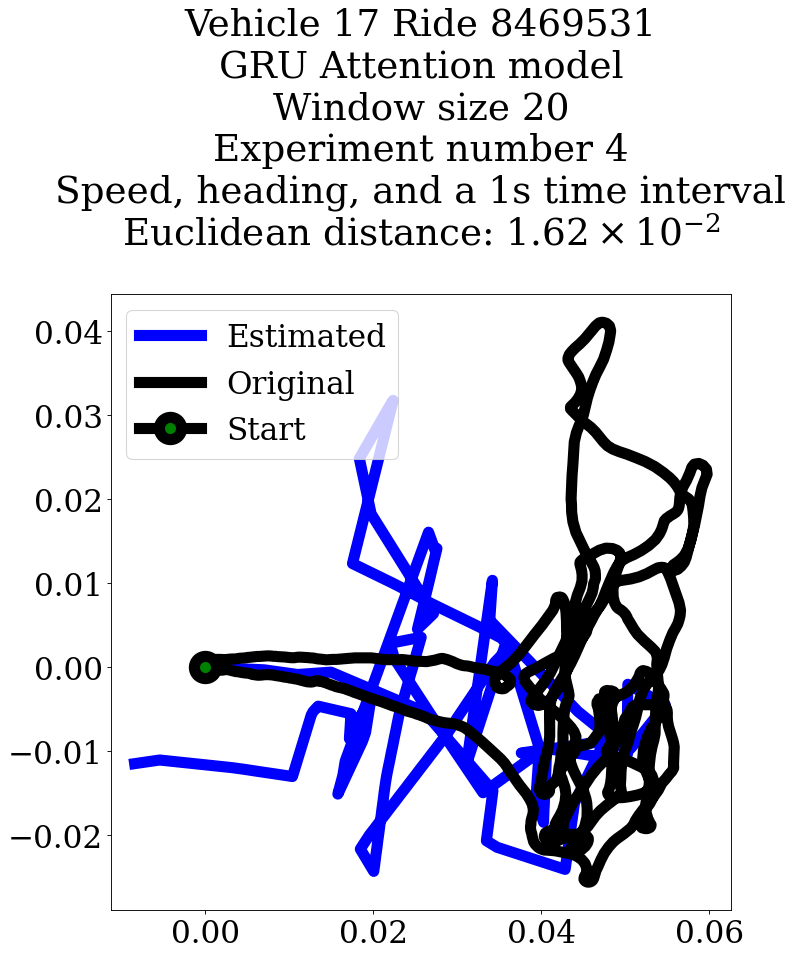 Vehicle 17 Ride 8469531
GRU Attention model
Window size 20
Experiment number 4
Speed, heading, and a 1s time interval
Euclidean distance: 1.62 × 10⁻²
Estimated
Original
Start
0.04
0.03
0.02
0.01
0.00
−0.01
−0.02
0.00 0.02 0.04 0.06